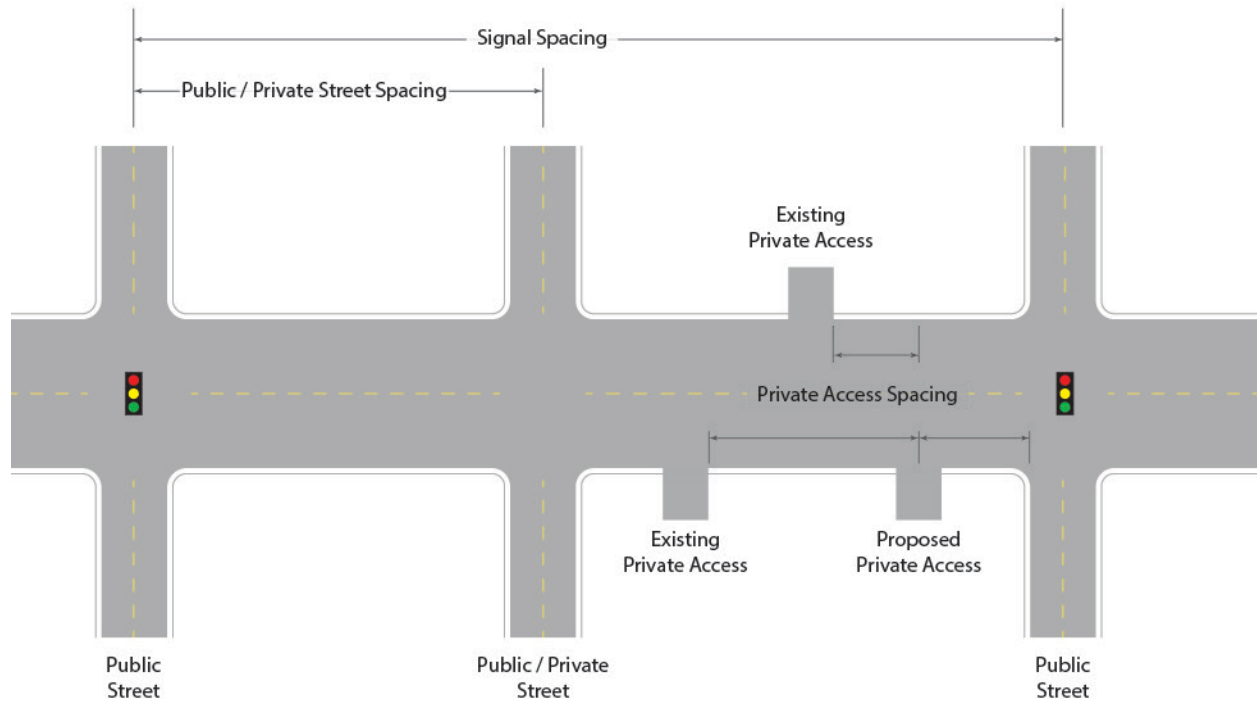 Signal Spacing
Public / Private Street Spacing
Existing
Private Access
Private Access Spacing
Existing
Private Access
Proposed
Private Access
Public
Street
Public / Private
Street
Public
Street